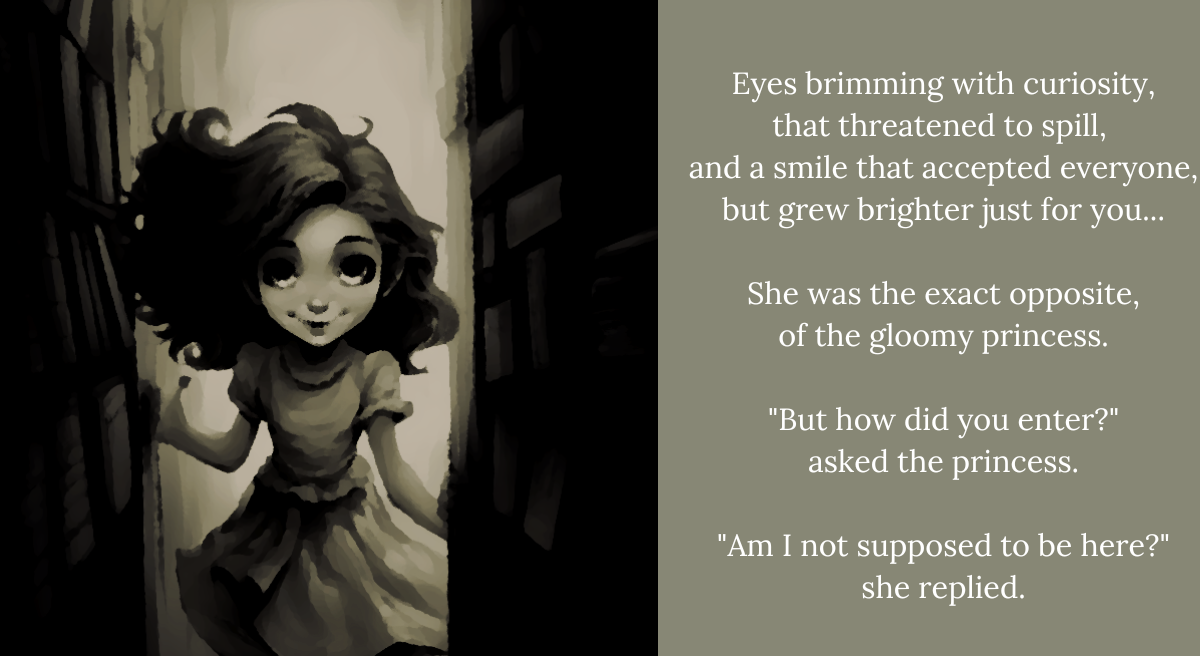 Eyes brimming with curiosity,
that threatened to spill,
and a smile that accepted everyone,
but grew brighter just for you...
She was the exact opposite,
of the gloomy princess.
"But how did you enter?"
asked the princess.
"Am I not supposed to be here?"
she replied.